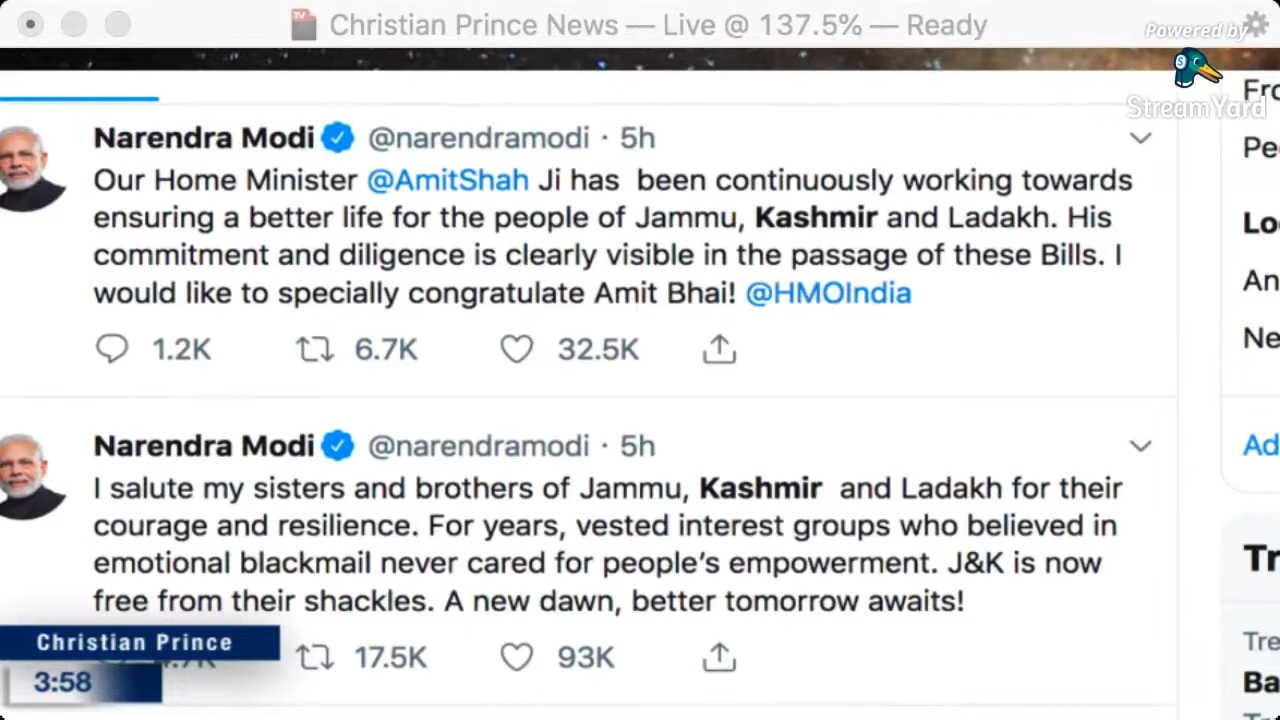 Christian Prince News — Live @ 137.5% — Ready
Powered by
StreamYard
Narendra Modi @narendramodi · 5h
Our Home Minister @AmitShah Ji has been continuously working towards
ensuring a better life for the people of Jammu, Kashmir and Ladakh. His
commitment and diligence is clearly visible in the passage of these Bills. I
would like to specially congratulate Amit Bhai! @HMOIndia
1.2K 6.7K 32.5K
Narendra Modi @narendramodi · 5h
I salute my sisters and brothers of Jammu, Kashmir and Ladakh for their
courage and resilience. For years, vested interest groups who believed in
emotional blackmail never cared for people's empowerment. J&K is now
free from their shackles. A new dawn, better tomorrow awaits!
17.5K 93K
Christian Prince
3:58